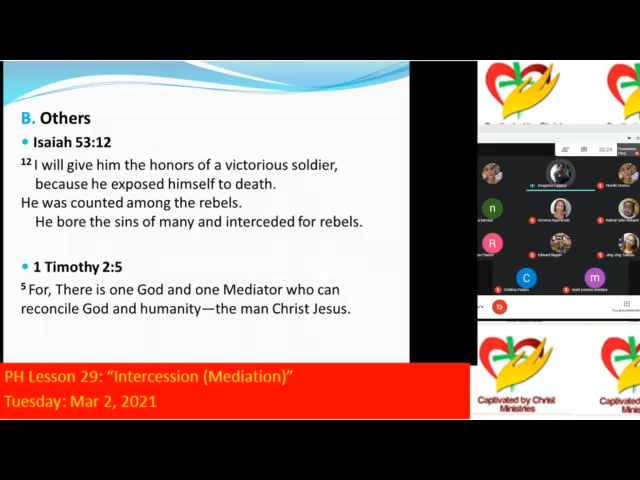 B. Others
• Isaiah 53:12
12 I will give him the honors of a victorious soldier,
because he exposed himself to death.
He was counted among the rebels.
He bore the sins of many and interceded for rebels.
• 1 Timothy 2:5
5 For, There is one God and one Mediator who can
reconcile God and humanity—the man Christ Jesus.
PH Lesson 29: "Intercession (Mediation)"
Tuesday: Mar 2, 2021
20:24
n
R
C
m
Captivated by Christ
Ministries